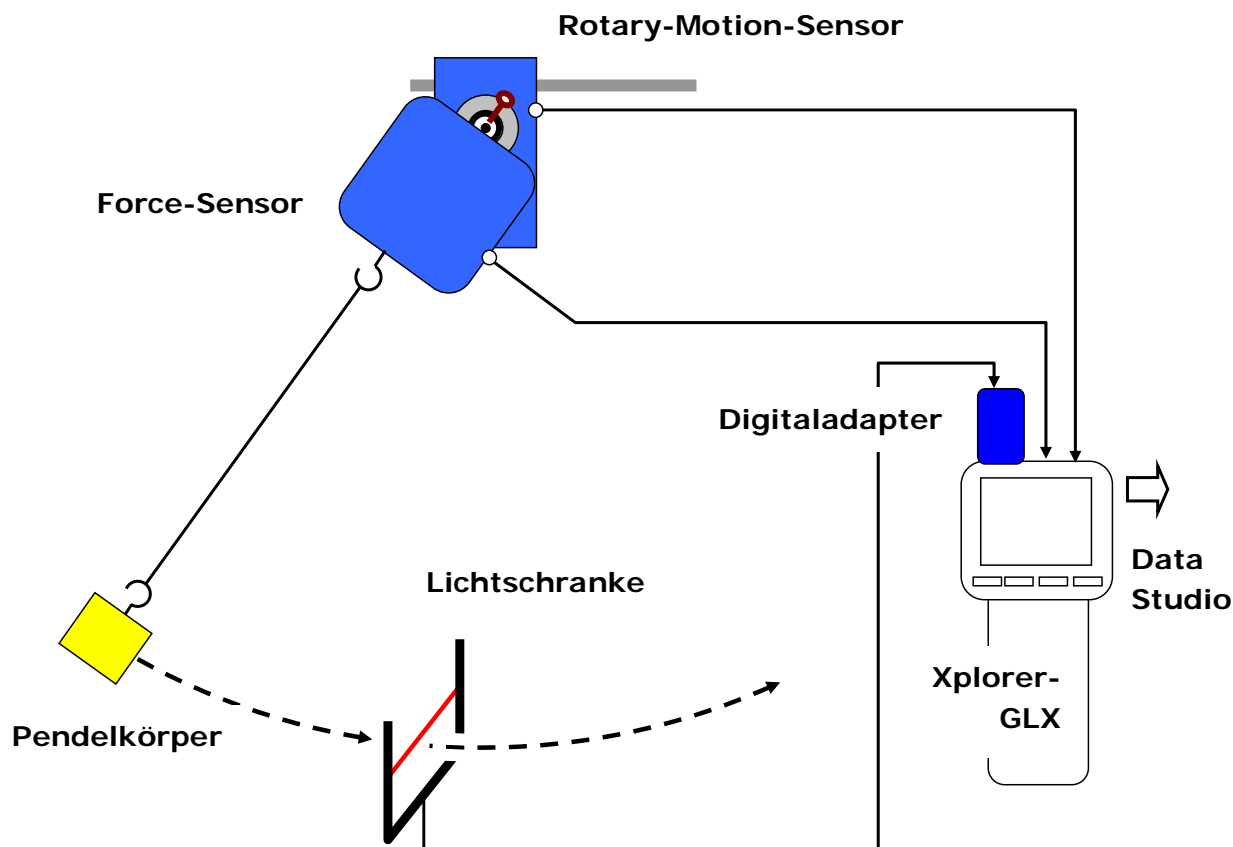 Rotary-Motion-Sensor
Force-Sensor
Digitaladapter
Lichtschranke
Data
Studio
Xplorer-
GLX
Pendelkörper